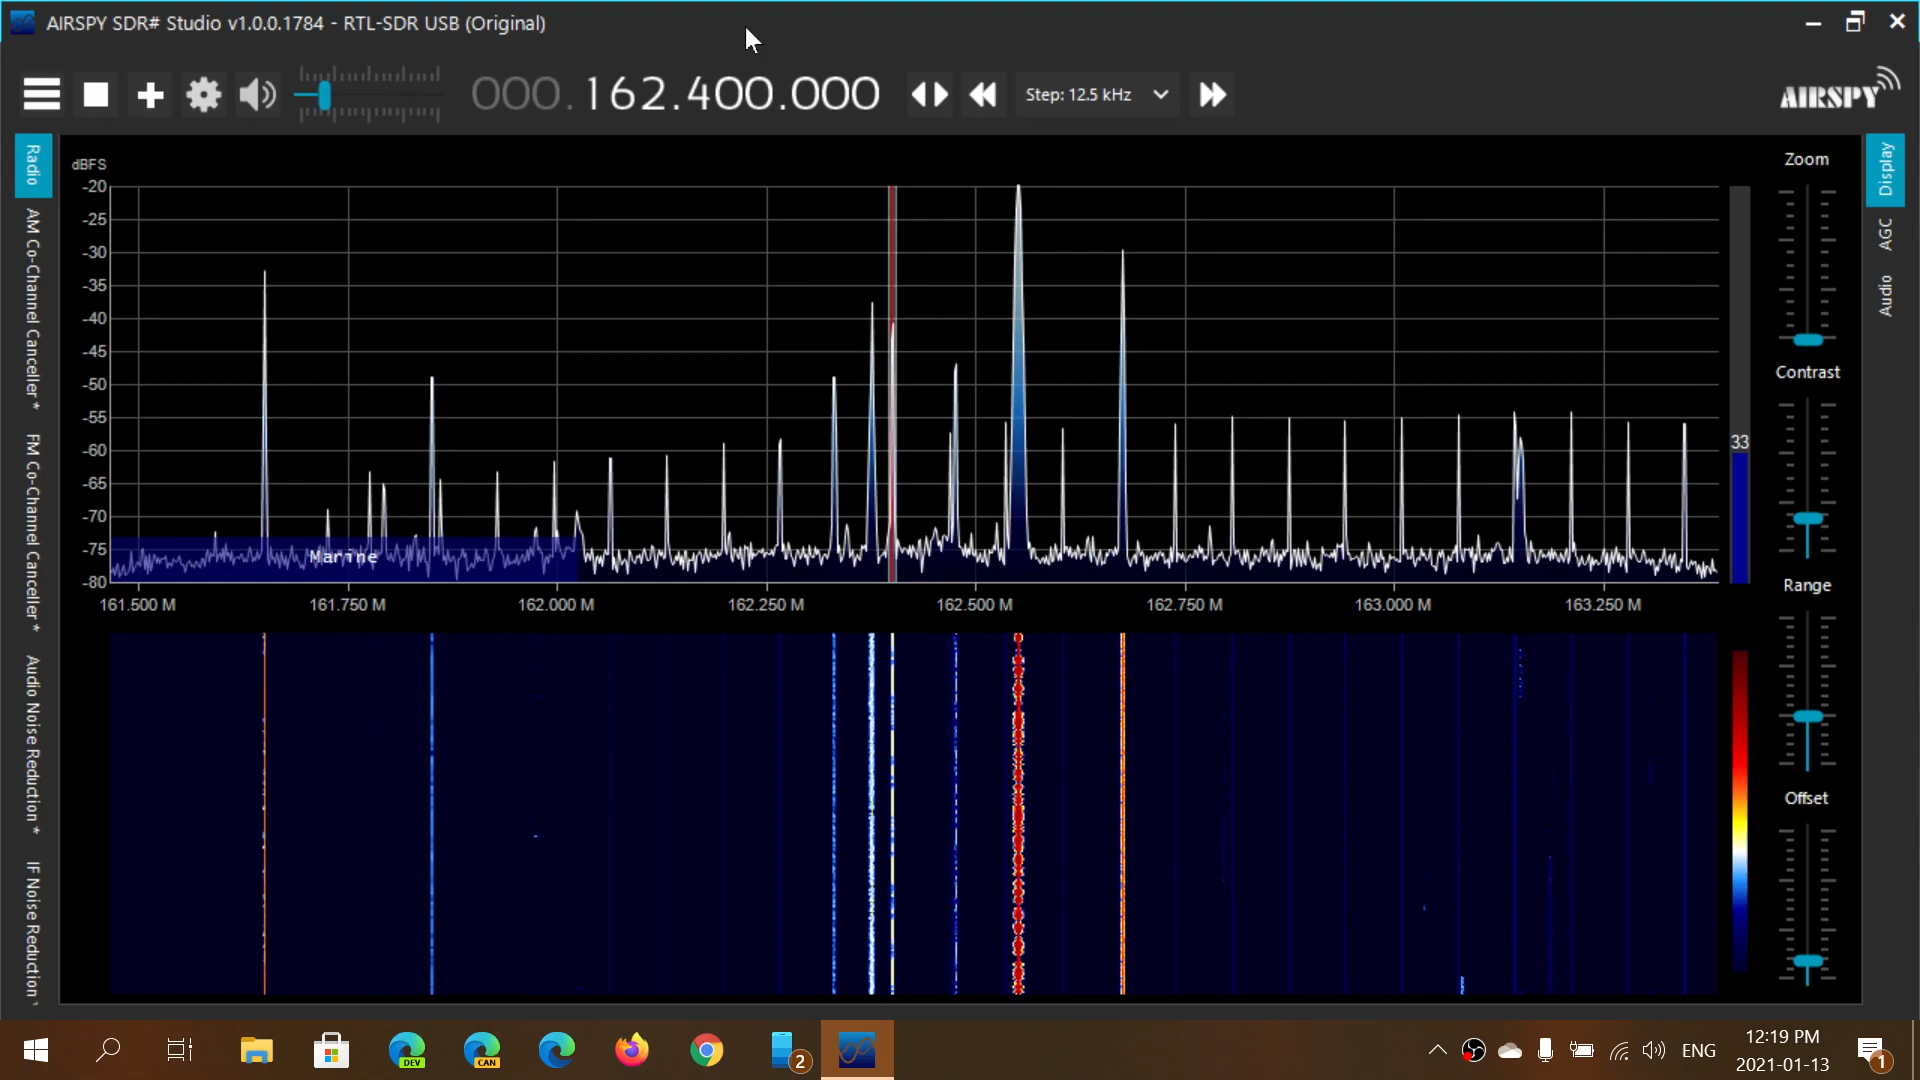 AIRSPY SDR# Studio v1.0.0.1784 - RTL-SDR USB (Original)
000.162.400.000
Step: 12.5 kHz
AIRSPY
Radio
AM Co-Channel Canceller *
FM Co-Channel Canceller *
Audio Noise Reduction *
IF Noise Reduction
dBFS
-20
-25
-30
-35
-40
-45
-50
-55
-60
-65
-70
-75
-80
Marine
161.500 M 161.750 M 162.000 M 162.250 M 162.500 M 162.750 M 163.000 M 163.250 M
33
Zoom
Contrast
Range
Offset
Display
AGC
Audio
DEV
CAN
2
ENG
12:19 PM
2021-01-13
1